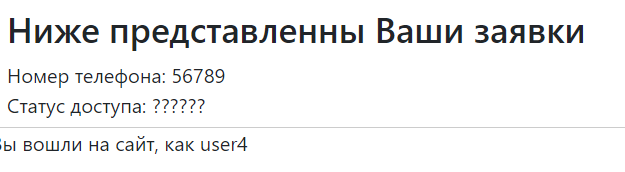 Ниже представленны Ваши заявки
Номер телефона: 56789
Статус доступа: ??????
Вы вошли на сайт, как user4